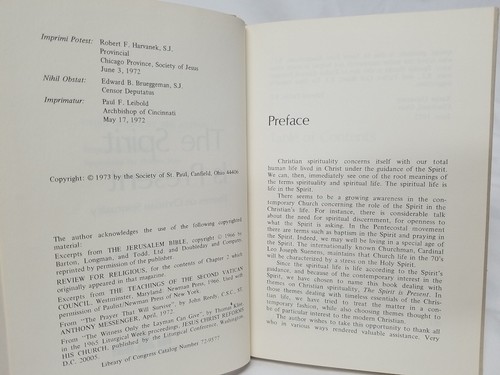 Imprimi Potest: Robert F. Harvanek, S.J.
Provincial
Chicago Province, Society of Jesus
June 3, 1972
Nihil Obstat: Edward B. Brueggeman, S.J.
Censor Deputatus
Imprimatur: Paul F. Leibold
Archbishop of Cincinnati
May 17, 1972
Copyright: © 1973 by the Society of St. Paul, Canfield, Ohio 44406
The author acknowledges the use of the following copyrighted
material:
Excerpts from THE JERUSALEM BIBLE, copyright © 1966 by
Barton, Longman, and Todd Ltd and Doubleday and Company,
reprinted by permission of the publishers
REVIEW FOR RELIGIOUS, for the contents of Chapter 2 which
originally appeared in that magazine
Excerpts from THE TEACHINGS OF THE SECOND VATICAN
COUNCIL, Westminster, Maryland: Newman Press, 1966. Used with
permission of Paulist/Newman Press of New York.
From "The Prayer That Will Survive," by John Reedy, C.S.C., ST.
ANTHONY MESSENGER, April, 1972
From "The Witness Only the Layman Can Give," by Thomas
in the 1965 Liturgical Week proceedings, JESUS CHRIST REFORMS
HIS CHURCH, published by the Liturgical Conference, Washington,
D.C. 20005.
Library of Congress Catalog Number 72-9577
Preface
Christian spirituality concerns itself with our total
human life lived in Christ under the guidance of the Spirit.
We can, then, immediately see one of the root meanings of
the terms spirituality and spiritual life. The spiritual life is
life in the Spirit.
There seems to be a growing awareness in the con-
temporary Church concerning the role of the Spirit in the
Christian's life. For instance, there is considerable talk
about the need for spiritual discernment, for openness to
what the Spirit is asking. In the Pentecostal movement
there are terms such as baptism in the Spirit and praying in
the Spirit. Indeed, we may well be living in a special age of
the Spirit. The internationally known Churchman, Cardinal
Leo Joseph Suenens, maintains that Church life in the 70's
will be characterized by a stress on the Holy Spirit.
Since the spiritual life is life according to the Spirit's
guidance, and because of the contemporary interest in the
Spirit, we have chosen to name this book dealing with
themes on Christian spirituality, The Spirit is Present. In
these themes dealing with timeless essentials of the Chris-
tian life, we have tried to treat the matter in a con-
temporary fashion, while also choosing themes thought to
be of particular interest to the modern Christian.
The author wishes to take this opportunity to thank all
who in various ways rendered valuable assistance. Very